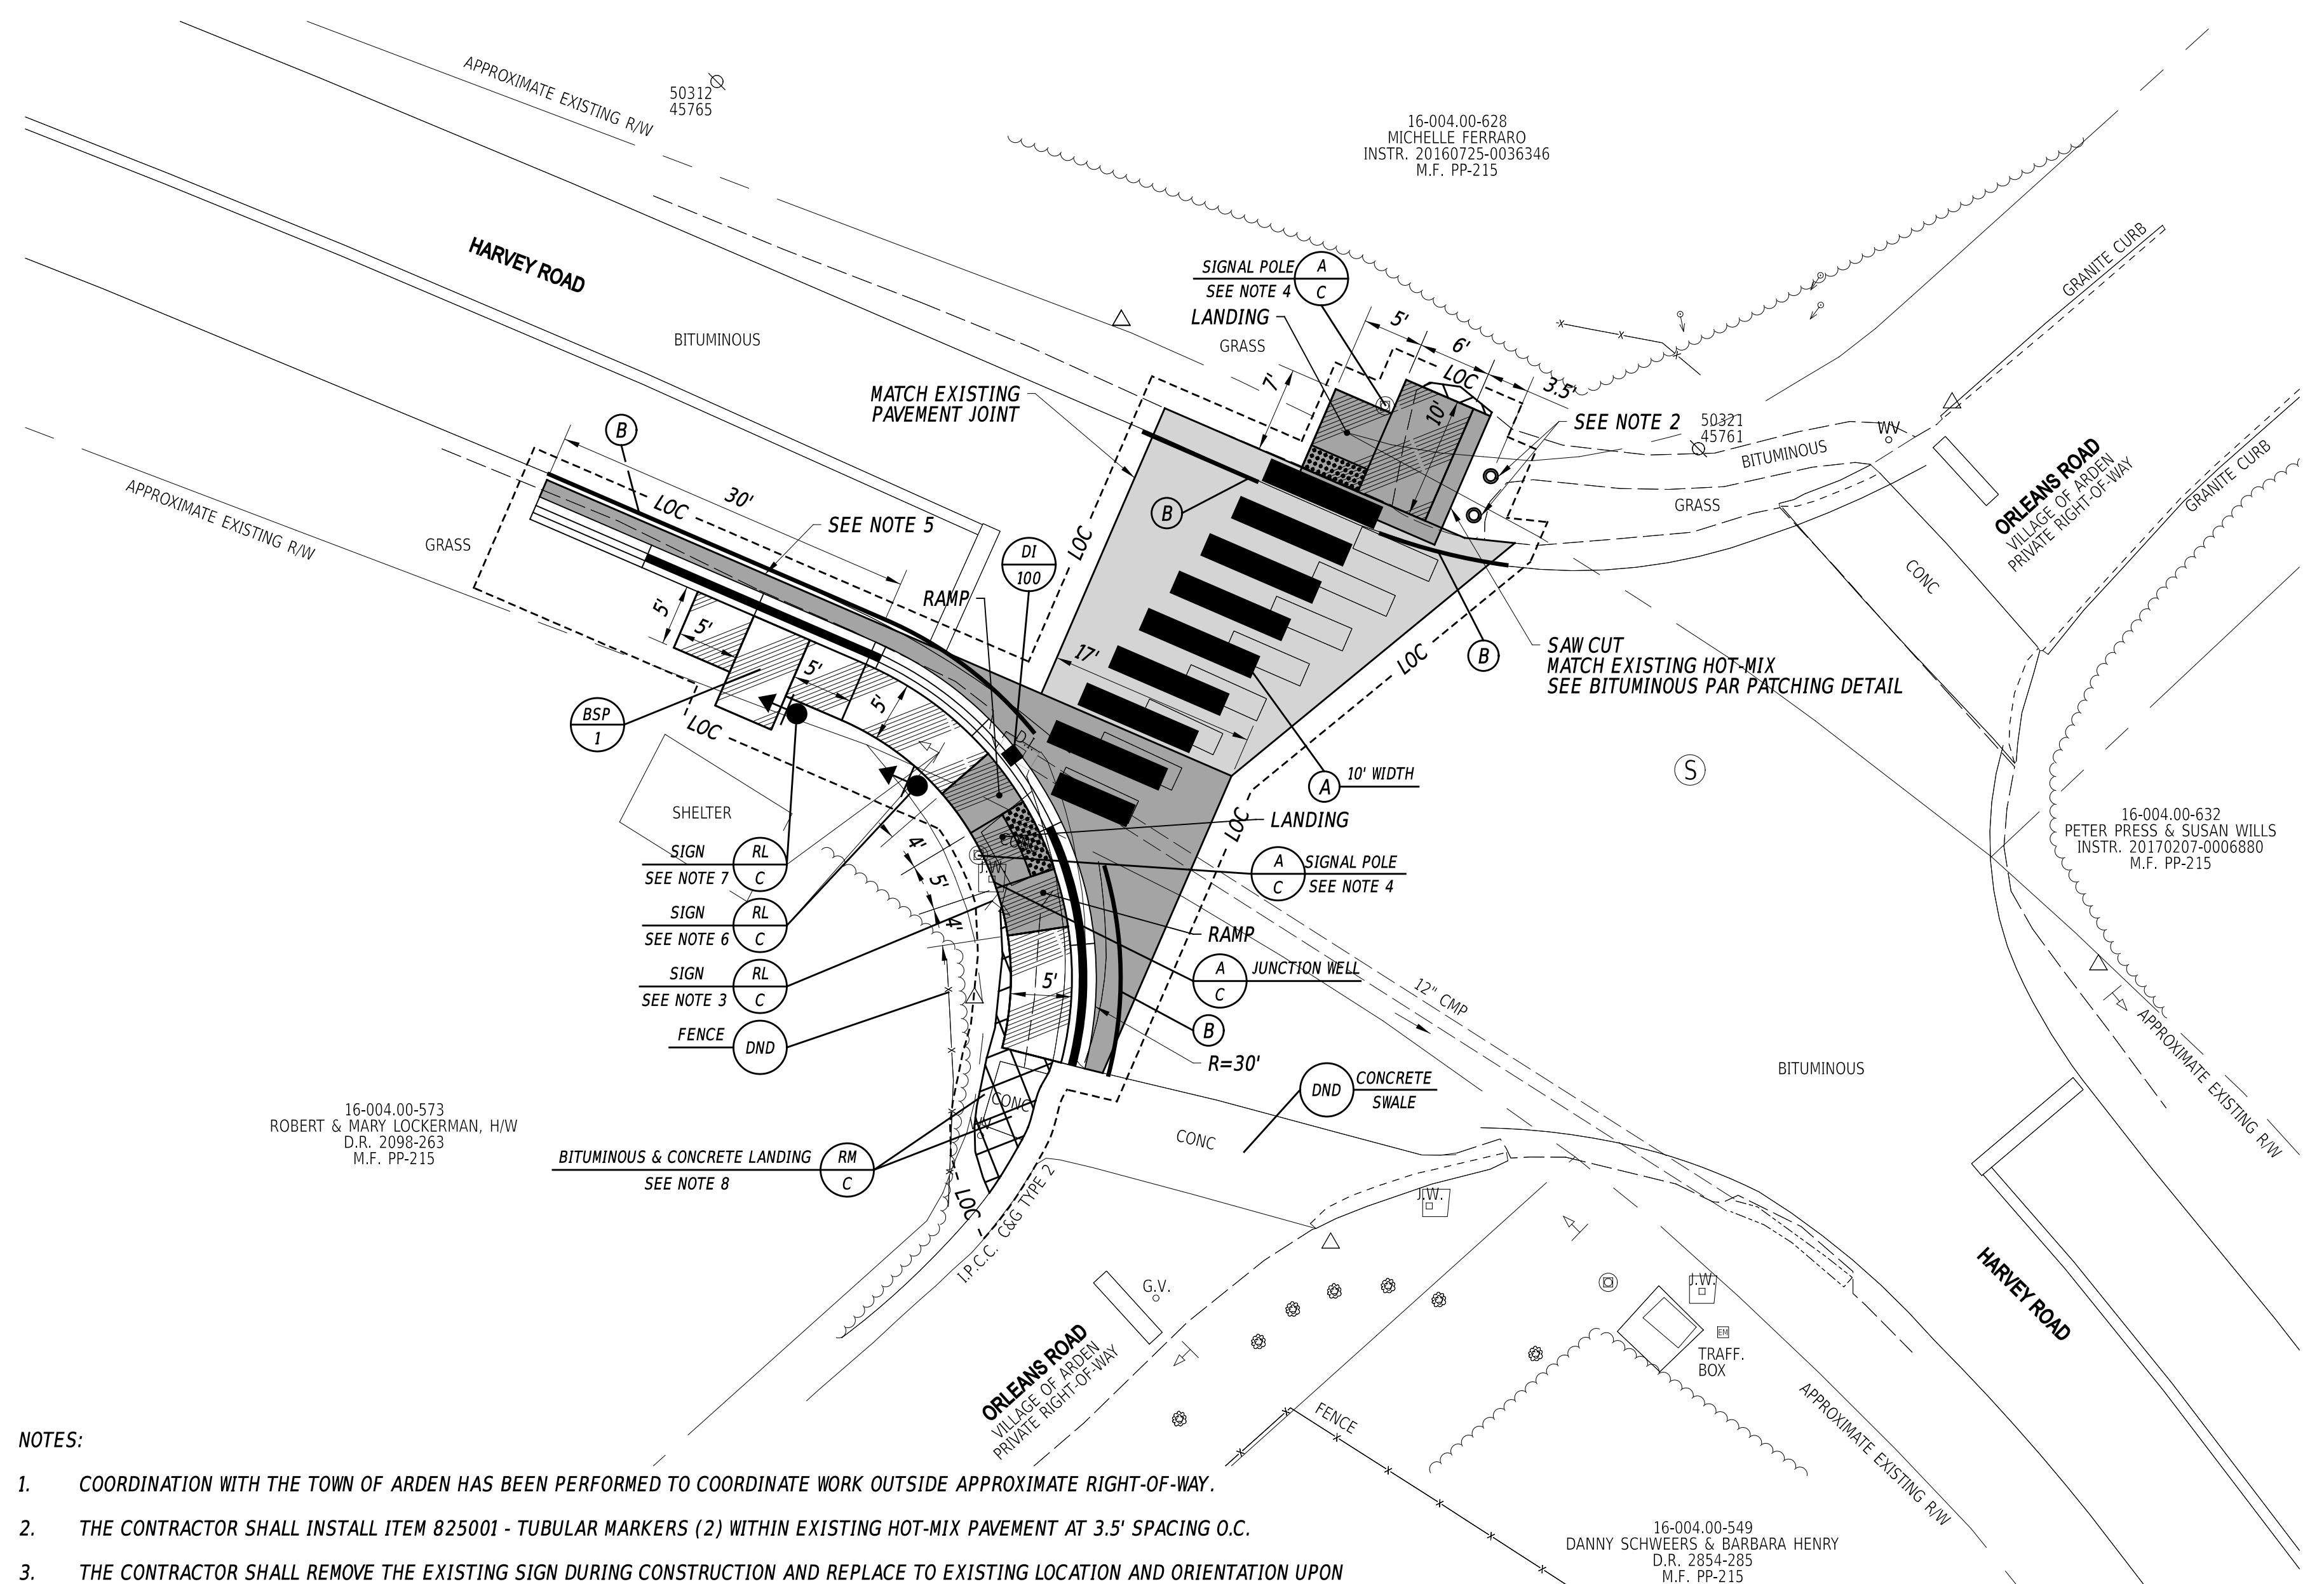 APPROXIMATE EXISTING R/W
50312
45765
16-004.00-628
MICHELLE FERRARO
INSTR. 20160725-0036346
M.F. PP-215
HARVEY ROAD
BITUMINOUS
SIGNAL POLE
SEE NOTE 4
A
C
LANDING
GRASS
5'
6'
3.5'
7'
LOC
10'
GRANITE CURB
MATCH EXISTING
PAVEMENT JOINT
SEE NOTE 2
50321
45761
WV
BITUMINOUS
ORLEANS ROAD
VILLAGE OF ARDEN
PRIVATE RIGHT-OF-WAY
GRANITE CURB
B
30'
LOC
SEE NOTE 5
B
GRASS
APPROXIMATE EXISTING R/W
GRASS
LOC
DI
100
RAMP
CONC
5'
5'
5'
5'
17'
B
LOC
SAW CUT
MATCH EXISTING HOT-MIX
SEE BITUMINOUS PAR PATCHING DETAIL
BSP
1
LOC
D.I.
S
A
10' WIDTH
SHELTER
LOC
LANDING
16-004.00-632
PETER PRESS & SUSAN WILLS
INSTR. 20170207-0006880
M.F. PP-215
SIGN
SEE NOTE 7
RL
C
4'
J.W.
A
C
SIGNAL POLE
SEE NOTE 4
5'
SIGN
SEE NOTE 6
RL
C
4'
RAMP
SIGN
SEE NOTE 3
RL
C
5'
A
C
JUNCTION WELL
12" CMP
FENCE
DND
B
R=30'
APPROXIMATE EXISTING R/W
BITUMINOUS
DND
CONCRETE
SWALE
CONC
CONC
16-004.00-573
ROBERT & MARY LOCKERMAN, H/W
D.R. 2098-263
M.F. PP-215
BITUMINOUS & CONCRETE LANDING
SEE NOTE 8
RM
C
LOC
I.P.C.C. C&G TYPE 2
J.W.
G.V.
J.W.
HARVEY ROAD
EM
TRAFF.
BOX
ORLEANS ROAD
VILLAGE OF ARDEN
PRIVATE RIGHT-OF-WAY
FENCE
APPROXIMATE EXISTING R/W
16-004.00-549
DANNY SCHWEERS & BARBARA HENRY
D.R. 2854-285
M.F. PP-215
NOTES:
1. COORDINATION WITH THE TOWN OF ARDEN HAS BEEN PERFORMED TO COORDINATE WORK OUTSIDE APPROXIMATE RIGHT-OF-WAY.
2. THE CONTRACTOR SHALL INSTALL ITEM 825001 - TUBULAR MARKERS (2) WITHIN EXISTING HOT-MIX PAVEMENT AT 3.5' SPACING O.C.
3. THE CONTRACTOR SHALL REMOVE THE EXISTING SIGN DURING CONSTRUCTION AND REPLACE TO EXISTING LOCATION AND ORIENTATION UPON